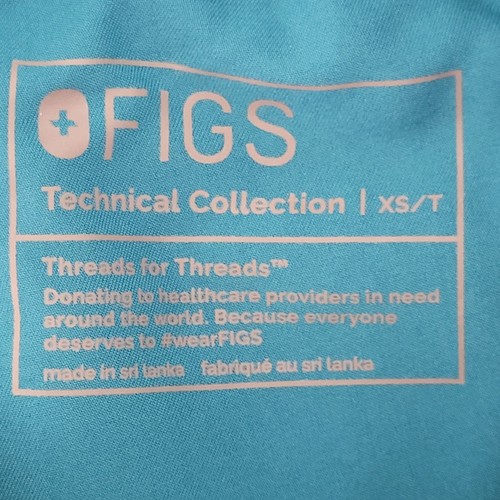 FIGS
Technical Collection | XS/T
Threads for Threads™
Donating to healthcare providers in need
around the world. Because everyone
deserves to #wearFIGS
made in sri lanka fabriqué au sri lanka